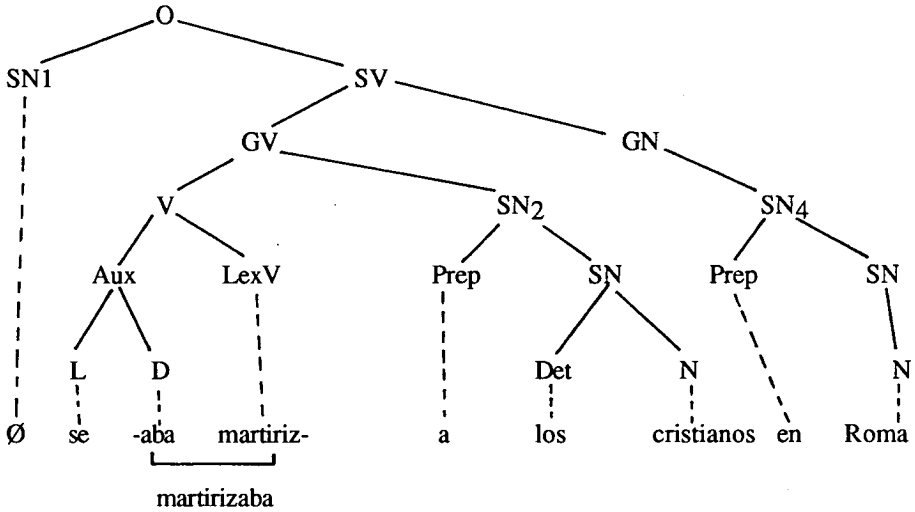 O
SN1 SV
GV GN
V SN2 SN4
Aux LexV Prep SN Prep SN
L D Det N N
Ø se -aba martiriz- a los cristianos en Roma
martirizaba